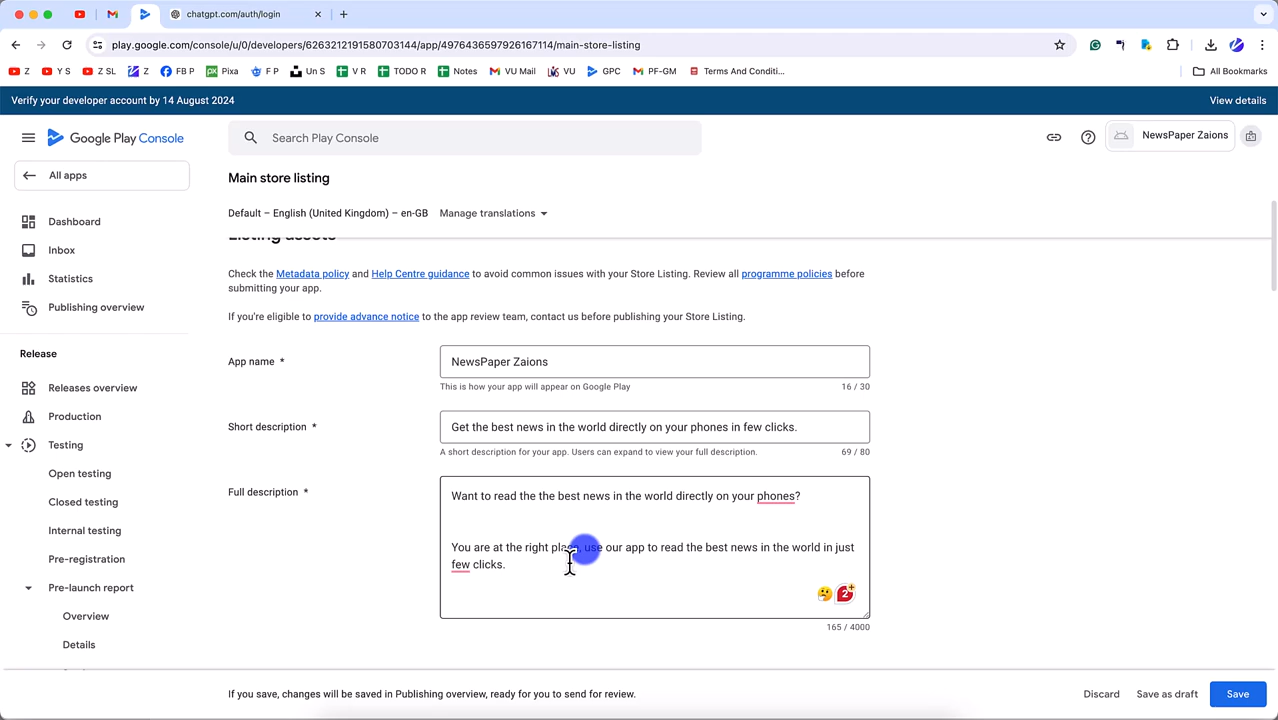 chatgpt.com/auth/login
play.google.com/console/u/0/developers/6263212191580703144/app/4976436597926167114/main-store-listing
Z
Y S
Z SL
Z
FB P
Pixa
F P
Un S
V R
TODO R
Notes
VU Mail
VU
GPC
PF-GM
Terms And Conditi...
All Bookmarks
Verify your developer account by 14 August 2024
View details
Google Play Console
Search Play Console
NewsPaper Zaions
All apps
Main store listing
Default – English (United Kingdom) – en-GB
Manage translations
Dashboard
Inbox
Statistics
Publishing overview
Release
Releases overview
Production
Testing
Open testing
Closed testing
Internal testing
Pre-registration
Pre-launch report
Overview
Details
Listing assets
Check the Metadata policy and Help Centre guidance to avoid common issues with your Store Listing. Review all programme policies before
submitting your app.
If you're eligible to provide advance notice to the app review team, contact us before publishing your Store Listing.
App name *
NewsPaper Zaions
This is how your app will appear on Google Play
16 / 30
Short description *
Get the best news in the world directly on your phones in few clicks.
A short description for your app. Users can expand to view your full description.
69 / 80
Full description *
Want to read the the best news in the world directly on your phones?
You are at the right place, use our app to read the best news in the world in just
few clicks.
2+
165 / 4000
If you save, changes will be saved in Publishing overview, ready for you to send for review.
Discard
Save as draft
Save